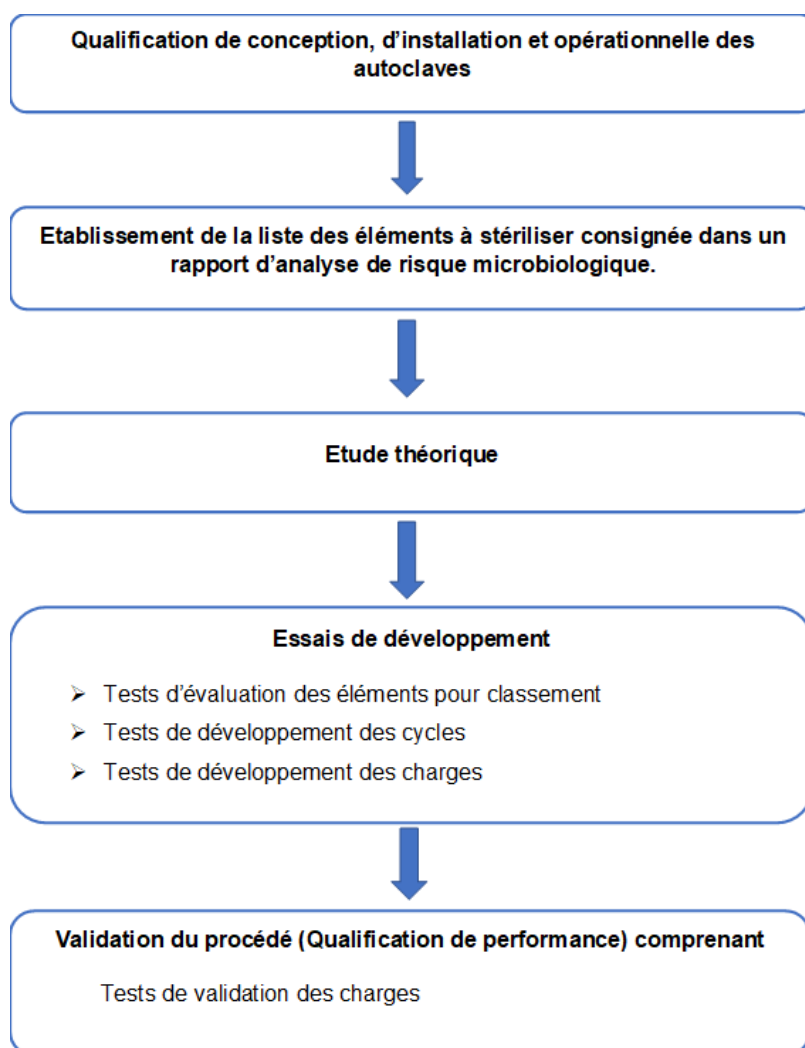 Qualification de conception, d’installation et opérationnelle des
autoclaves
Etablissement de la liste des éléments à stériliser consignée dans un
rapport d’analyse de risque microbiologique.
Etude théorique
Essais de développement
➢ Tests d’évaluation des éléments pour classement
➢ Tests de développement des cycles
➢ Tests de développement des charges
Validation du procédé (Qualification de performance) comprenant
Tests de validation des charges